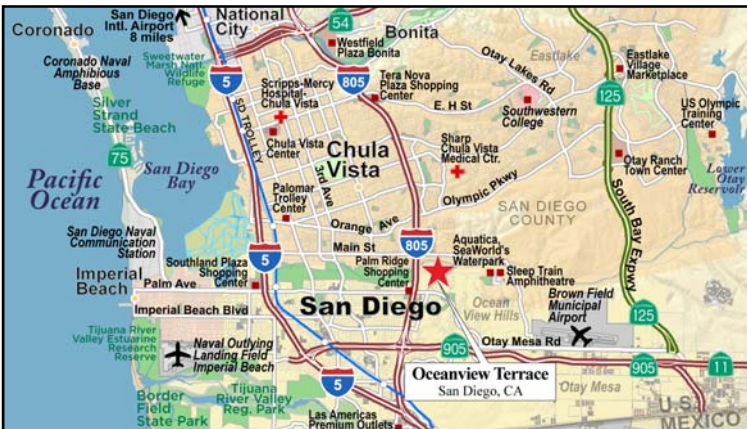 San Diego
Intl. Airport
8 miles
National
City
54
Westfield
Plaza Bonita
Bonita
Coronado
Coronado Naval
Amphibious
Base
Sweetwater
Marsh Natl.
Wildlife
Refuge
5
SD TROLLEY
Scripps-Mercy
Hospital-
Chula Vista
805
Tera Nova
Plaza Shopping
Center
Otay Lakes Rd
Eastlake
Eastlake
Village
Marketplace
125
E. H St
Southwestern
College
US Olympic
Training
Center
Silver
Strand
State Beach
75
San Diego
Bay
Chula Vista
Center
3rd Ave
Chula
Vista
Sharp
Chula Vista
Medical Ctr.
Otay Ranch
Town Center
Lower
Otay
Reservoir
Pacific
Ocean
Palomar
Trolley
Center
Olympic Pkwy
South Bay Expwy
SAN DIEGO
COUNTY
San Diego Naval
Communication
Station
Orange Ave
Main St
805
Aquatica,
SeaWorld's
Waterpark
Imperial
Beach
Palm Ave
Southland Plaza
Shopping
Center
5
Palm Ridge
Shopping
Center
Sleep Train
Amphitheatre
San Diego
Ocean
View Hills
Brown Field
Municipal
Airport
Imperial Beach Blvd
125
Tijuana River
Valley Estuarine
Research
Reserve
Naval Outlying
Landing Field
Imperial Beach
905
Otay Mesa Rd
905
11
Oceanview Terrace
San Diego, CA
Otay Mesa
5
Border
Field
State Park
Tijuana
River Valley
Reg. Park
Las Americas
Premium Outlets
U.S.
MEXICO